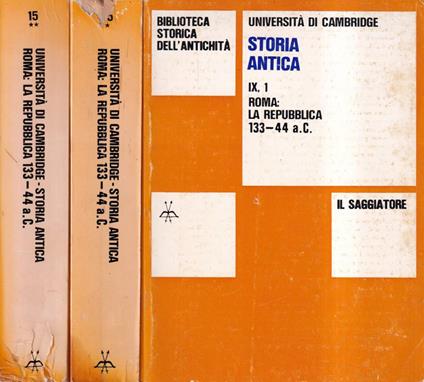 15
**
UNIVERSITÀ DI CAMBRIDGE - STORIA ANTICA
ROMA: LA REPUBBLICA 133 – 44 a.C.
5
*
UNIVERSITÀ DI CAMBRIDGE - STORIA ANTICA
ROMA: LA REPUBBLICA 133 – 44 a.C.
BIBLIOTECA
STORICA
DELL'ANTICHITÀ
UNIVERSITÀ DI CAMBRIDGE
STORIA
ANTICA
IX, 1
ROMA:
LA REPUBBLICA
133–44 a.C.
IL SAGGIATORE